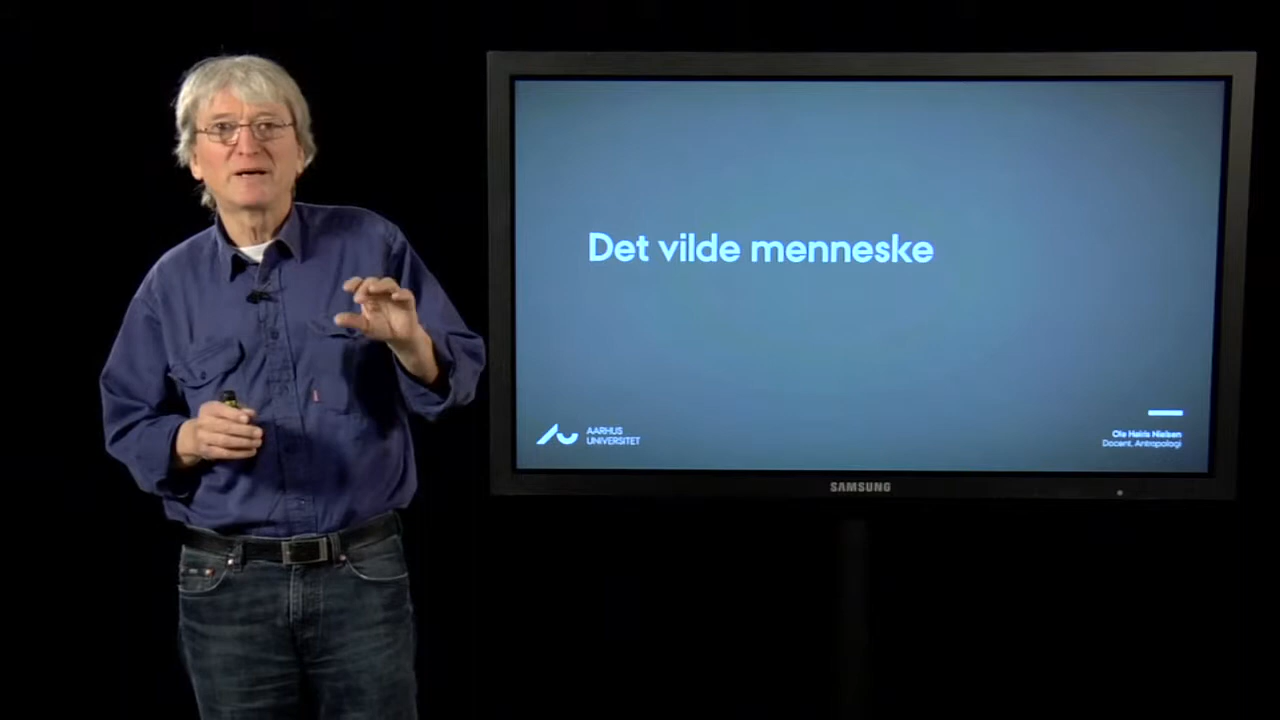 Det vilde menneske
AARHUS
UNIVERSITET
Ole Høiris Nielsen
Docent, Antropologi
SAMSUNG